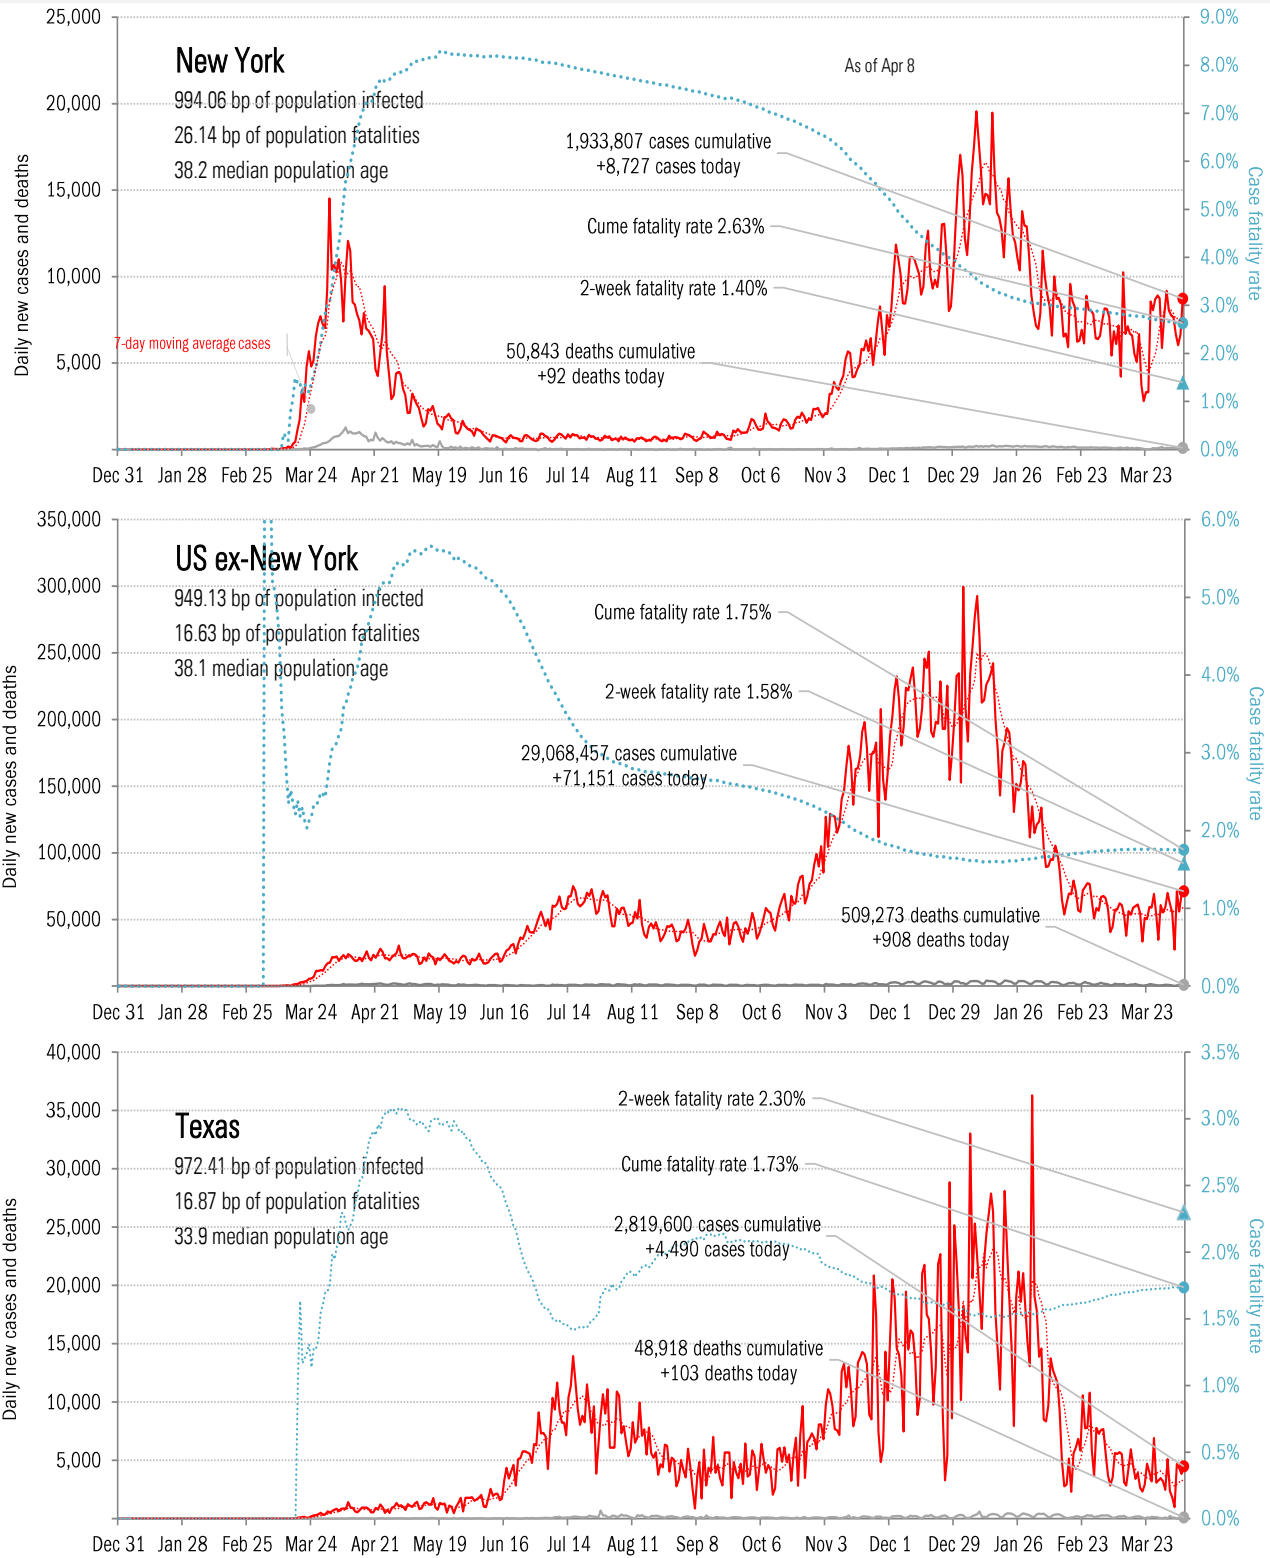 25,000
20,000
15,000
10,000
5,000
Daily new cases and deaths
New York
994.06 bp of population infected
26.14 bp of population fatalities
38.2 median population age
As of Apr 8
1,933,807 cases cumulative
+8,727 cases today
Cume fatality rate 2.63%
2-week fatality rate 1.40%
50,843 deaths cumulative
+92 deaths today
7-day moving average cases
9.0%
8.0%
7.0%
6.0%
5.0%
4.0%
3.0%
2.0%
1.0%
0.0%
Case fatality rate
Dec 31 Jan 28 Feb 25 Mar 24 Apr 21 May 19 Jun 16 Jul 14 Aug 11 Sep 8 Oct 6 Nov 3 Dec 1 Dec 29 Jan 26 Feb 23 Mar 23
350,000
300,000
250,000
200,000
150,000
100,000
50,000
Daily new cases and deaths
US ex-New York
949.13 bp of population infected
16.63 bp of population fatalities
38.1 median population age
Cume fatality rate 1.75%
2-week fatality rate 1.58%
29,068,457 cases cumulative
+71,151 cases today
509,273 deaths cumulative
+908 deaths today
6.0%
5.0%
4.0%
3.0%
2.0%
1.0%
0.0%
Case fatality rate
Dec 31 Jan 28 Feb 25 Mar 24 Apr 21 May 19 Jun 16 Jul 14 Aug 11 Sep 8 Oct 6 Nov 3 Dec 1 Dec 29 Jan 26 Feb 23 Mar 23
40,000
35,000
30,000
25,000
20,000
15,000
10,000
5,000
Daily new cases and deaths
Texas
972.41 bp of population infected
16.87 bp of population fatalities
33.9 median population age
2-week fatality rate 2.30%
Cume fatality rate 1.73%
2,819,600 cases cumulative
+4,490 cases today
48,918 deaths cumulative
+103 deaths today
3.5%
3.0%
2.5%
2.0%
1.5%
1.0%
0.5%
0.0%
Case fatality rate
Dec 31 Jan 28 Feb 25 Mar 24 Apr 21 May 19 Jun 16 Jul 14 Aug 11 Sep 8 Oct 6 Nov 3 Dec 1 Dec 29 Jan 26 Feb 23 Mar 23